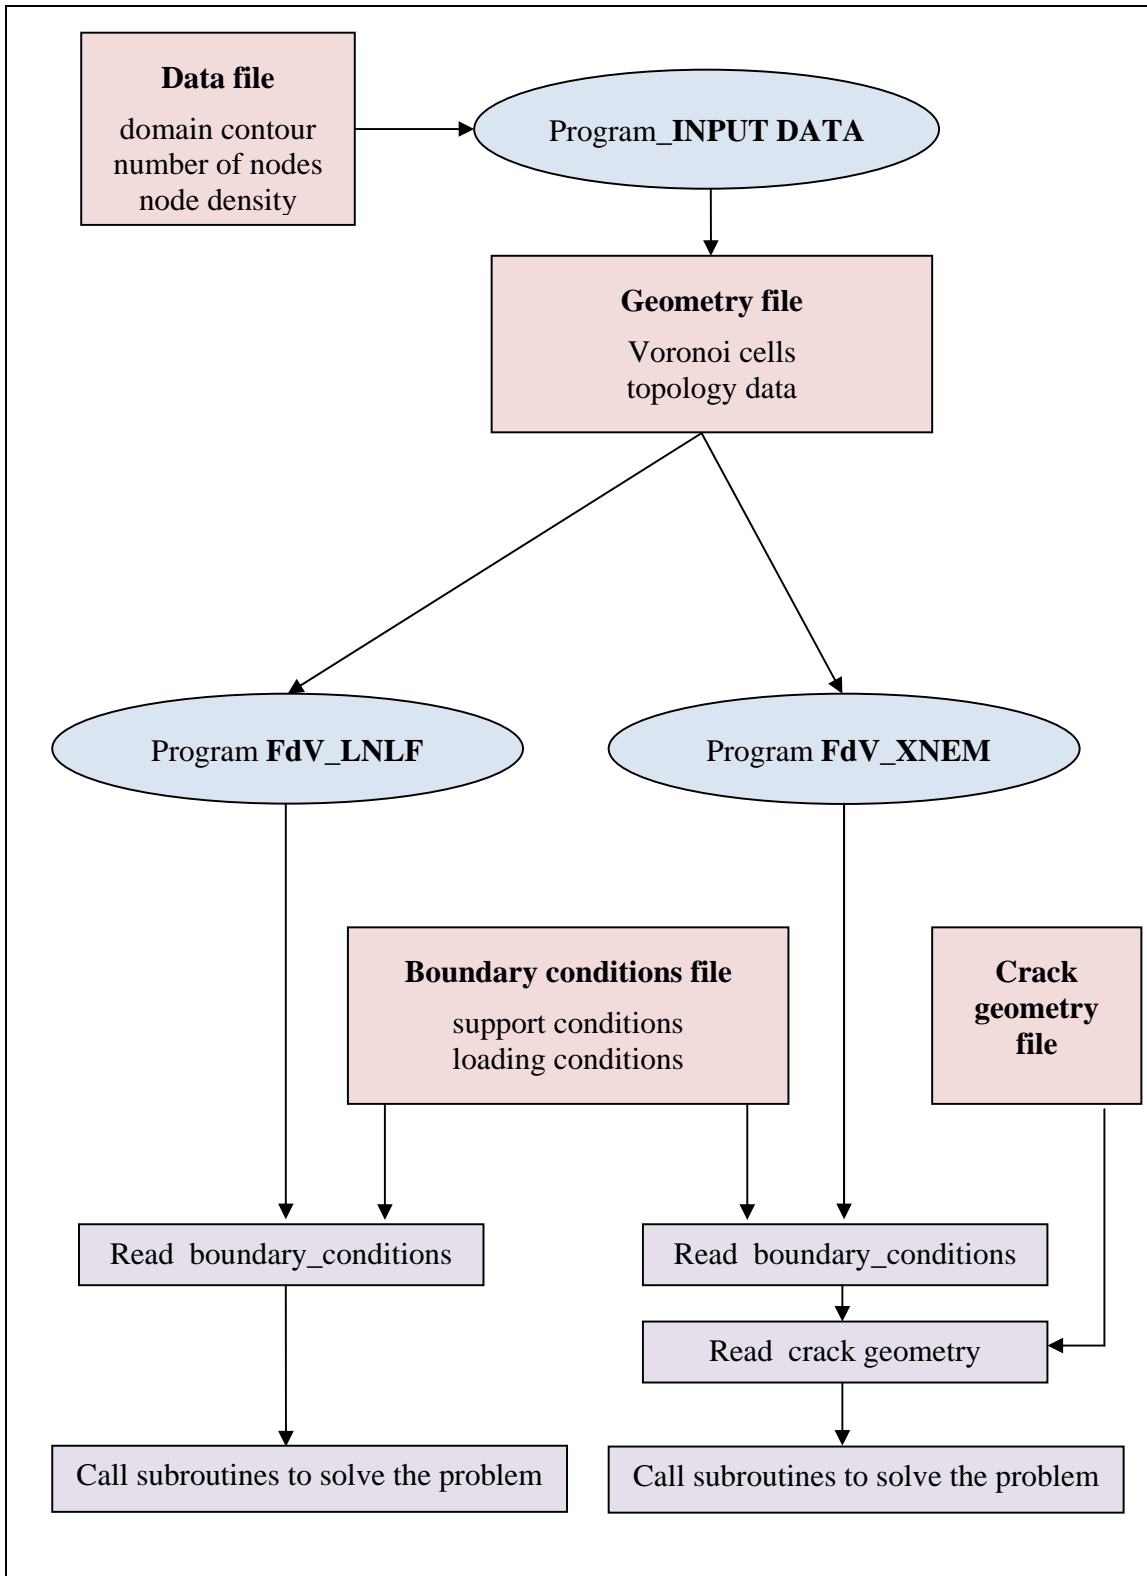 Data file
domain contour
number of nodes
node density
Program_INPUT DATA
Geometry file
Voronoi cells
topology data
Program FdV_LNLF
Program FdV_XNEM
Boundary conditions file
support conditions
loading conditions
Crack
geometry
file
Read boundary_conditions
Read boundary_conditions
Read crack geometry
Call subroutines to solve the problem
Call subroutines to solve the problem